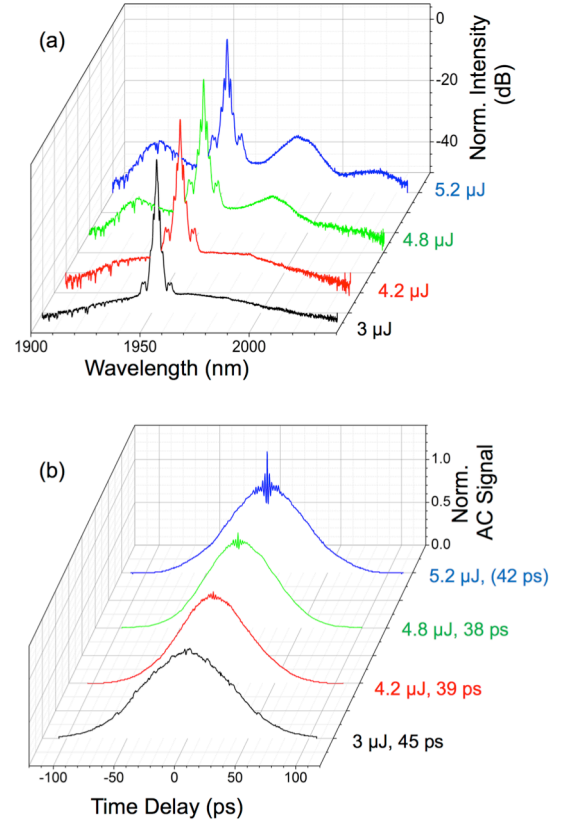 (a)
0
-20
-40
Norm. Intensity
(dB)
5.2 µJ
4.8 µJ
4.2 µJ
3 µJ
1900
1950
2000
Wavelength (nm)
(b)
1.0
0.5
0.0
Norm.
AC Signal
5.2 µJ, (42 ps)
4.8 µJ, 38 ps
4.2 µJ, 39 ps
3 µJ, 45 ps
-100
-50
0
50
100
Time Delay (ps)